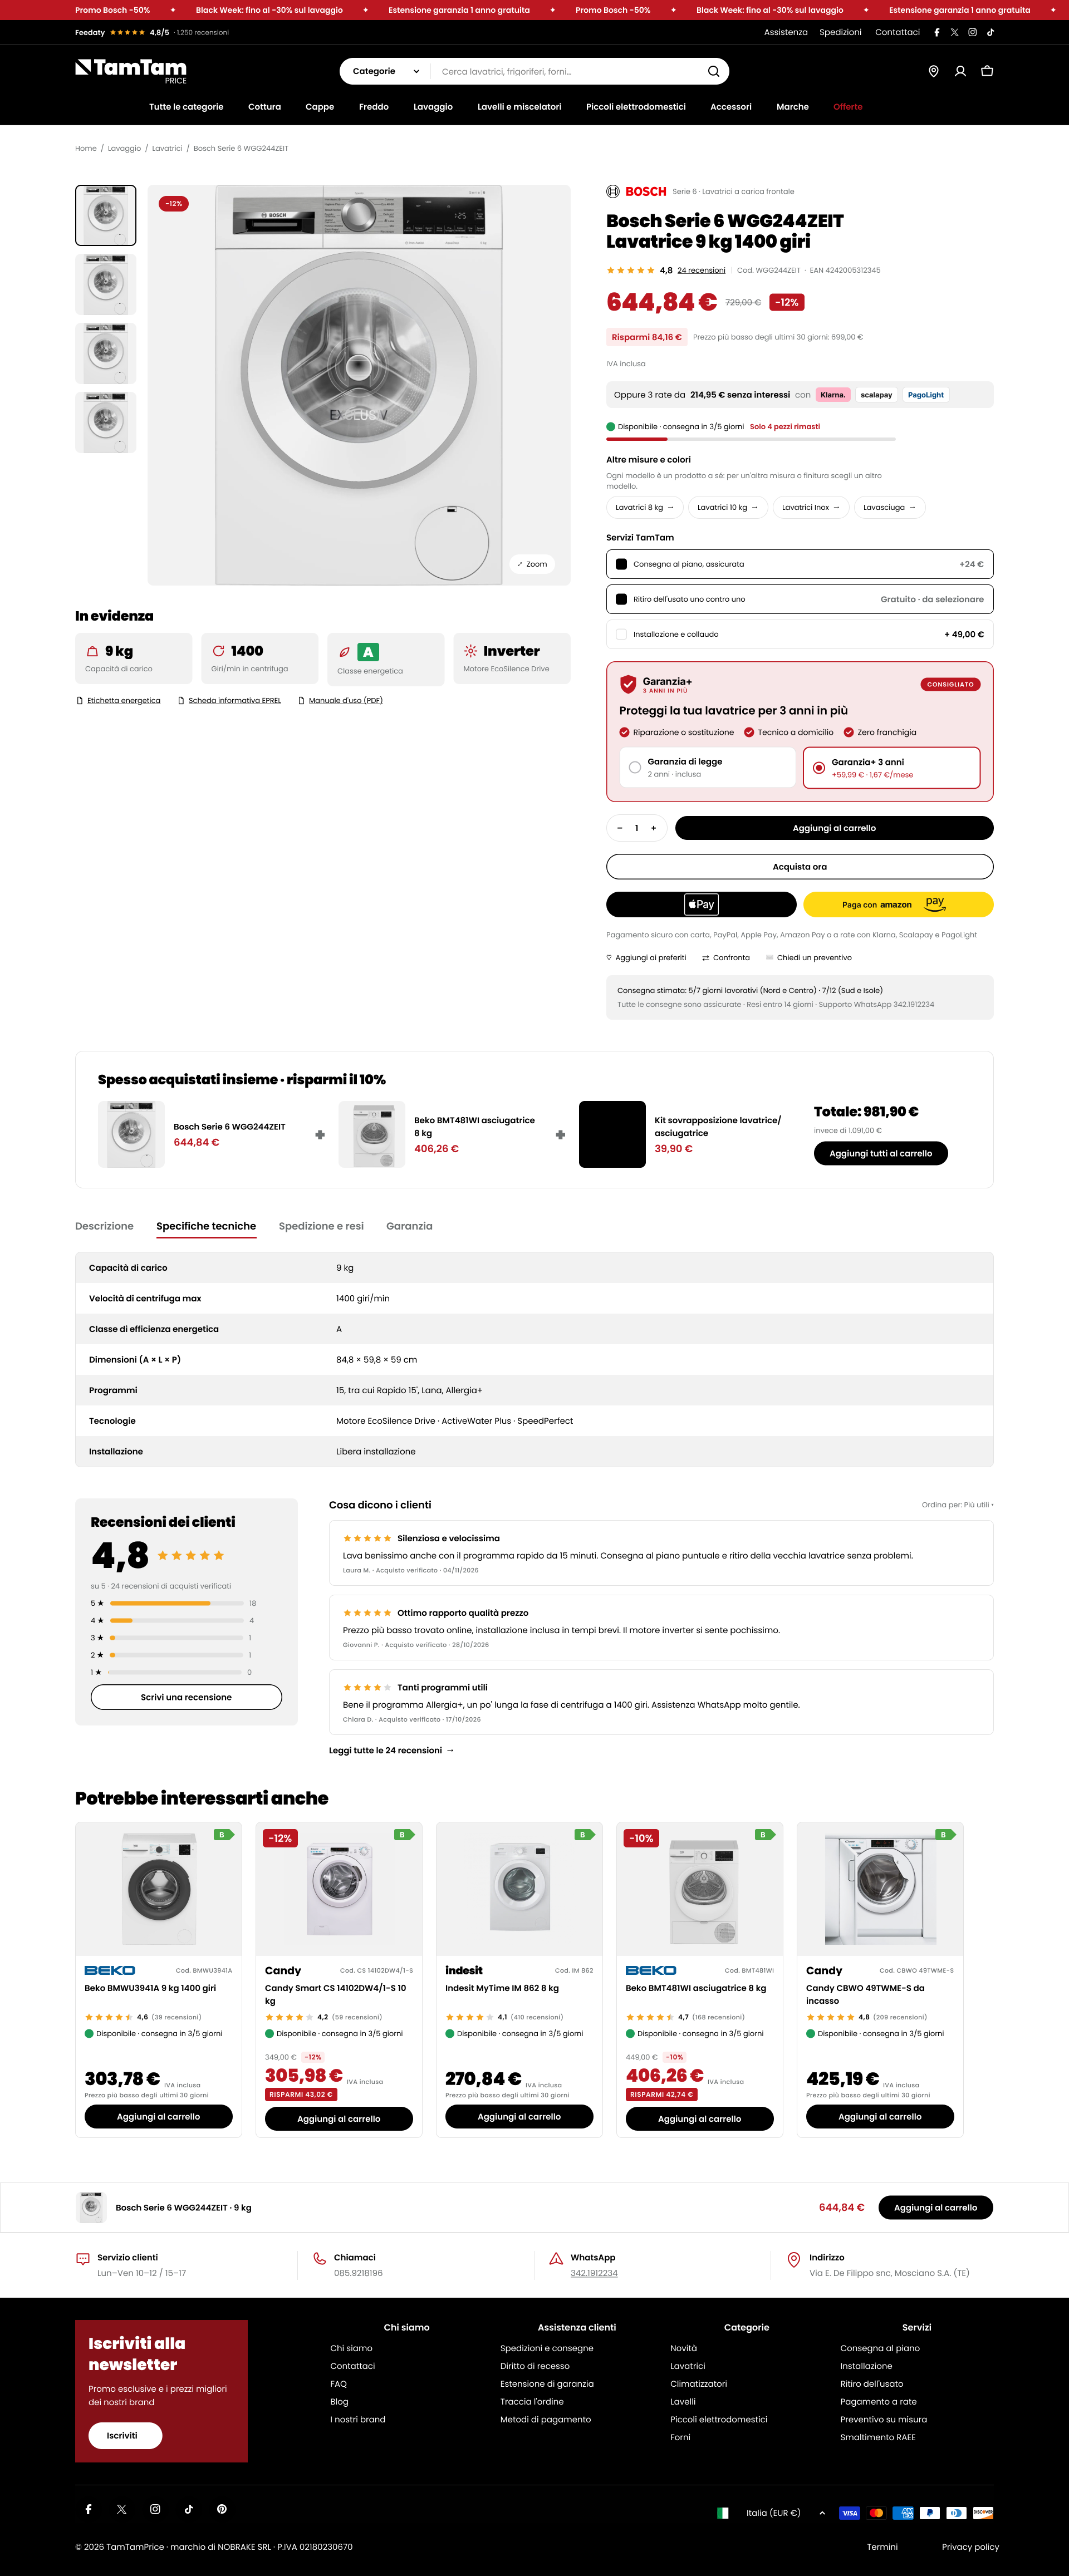 Promo Bosch -50% ✦ Black Week: fino al -30% sul lavaggio ✦ Estensione garanzia 1 anno gratuita ✦ Promo Bosch -50% ✦ Black Week: fino al -30% sul lavaggio ✦ Estensione garanzia 1 anno gratuita ✦
Feedaty ★★★★★ 4,8/5 · 1.250 recensioni
Assistenza Spedizioni Contattaci
TamTam
PRICE
Categorie
Cerca lavatrici, frigoriferi, forni...
Tutte le categorie Cottura Cappe Freddo Lavaggio Lavelli e miscelatori Piccoli elettrodomestici Accessori Marche Offerte
Home / Lavaggio / Lavatrici / Bosch Serie 6 WGG244ZEIT
-12%
BOSCH
1:25
Zoom
BOSCH Serie 6 · Lavatrici a carica frontale
Bosch Serie 6 WGG244ZEIT
Lavatrice 9 kg 1400 giri
★★★★★ 4,8 24 recensioni Cod. WGG244ZEIT · EAN 4242005312345
644,84 € 729,00 € -12%
Risparmi 84,16 € Prezzo più basso degli ultimi 30 giorni: 699,00 €
IVA inclusa
Oppure 3 rate da 214,95 € senza interessi con Klarna. scalapay PagoLight
Disponibile · consegna in 3/5 giorni Solo 4 pezzi rimasti
Altre misure e colori
Ogni modello è un prodotto a sé: per un'altra misura o finitura scegli un altro
modello.
Lavatrici 8 kg → Lavatrici 10 kg → Lavatrici Inox → Lavasciuga →
Servizi TamTam
Consegna al piano, assicurata +24 €
Ritiro dell'usato uno contro uno Gratuito · da selezionare
Installazione e collaudo + 49,00 €
Garanzia+
3 ANNI IN PIÙ
CONSIGLIATO
Proteggi la tua lavatrice per 3 anni in più
Riparazione o sostituzione Tecnico a domicilio Zero franchigia
Garanzia di legge
2 anni · inclusa
Garanzia+ 3 anni
+59,99 € · 1,67 €/mese
− 1 + Aggiungi al carrello
Acquista ora
Pay
Paga con amazon pay
Pagamento sicuro con carta, PayPal, Apple Pay, Amazon Pay o a rate con Klarna, Scalapay e PagoLight
Aggiungi ai preferiti Confronta Chiedi un preventivo
Consegna stimata: 5/7 giorni lavorativi (Nord e Centro) · 7/12 (Sud e Isole)
Tutte le consegne sono assicurate · Resi entro 14 giorni · Supporto WhatsApp 342.1912234
In evidenza
9 kg
Capacità di carico
1400
Giri/min in centrifuga
A
Classe energetica
Inverter
Motore EcoSilence Drive
Etichetta energetica Scheda informativa EPREL Manuale d'uso (PDF)
Spesso acquistati insieme · risparmi il 10%
Bosch Serie 6 WGG244ZEIT
644,84 €
Beko BMT481WI asciugatrice
8 kg
406,26 €
Kit sovrapposizione lavatrice/
asciugatrice
39,90 €
Totale: 981,90 €
invece di 1.091,00 €
Aggiungi tutti al carrello
Descrizione Specifiche tecniche Spedizione e resi Garanzia
Capacità di carico 9 kg
Velocità di centrifuga max 1400 giri/min
Classe di efficienza energetica A
Dimensioni (A × L × P) 84,8 × 59,8 × 59 cm
Programmi 15, tra cui Rapido 15', Lana, Allergia+
Tecnologie Motore EcoSilence Drive · ActiveWater Plus · SpeedPerfect
Installazione Libera installazione
Recensioni dei clienti
4,8 ★★★★★
su 5 · 24 recensioni di acquisti verificati
5 ★ 18
4 ★ 4
3 ★ 1
2 ★ 1
1 ★ 0
Scrivi una recensione
Cosa dicono i clienti
Ordina per: Più utili
★★★★★ Silenziosa e velocissima
Lava benissimo anche con il programma rapido da 15 minuti. Consegna al piano puntuale e ritiro della vecchia lavatrice senza problemi.
Laura M. · Acquisto verificato · 04/11/2026
★★★★★ Ottimo rapporto qualità prezzo
Prezzo più basso trovato online, installazione inclusa in tempi brevi. Il motore inverter si sente pochissimo.
Giovanni P. · Acquisto verificato · 28/10/2026
★★★★★ Tanti programmi utili
Bene il programma Allergia+, un po' lunga la fase di centrifuga a 1400 giri. Assistenza WhatsApp molto gentile.
Chiara D. · Acquisto verificato · 17/10/2026
Leggi tutte le 24 recensioni →
Potrebbe interessarti anche
B
BEKO Cod. BMWU3941A
Beko BMWU3941A 9 kg 1400 giri
4,6 (39 recensioni)
Disponibile · consegna in 3/5 giorni
303,78 € IVA inclusa
Prezzo più basso degli ultimi 30 giorni
Aggiungi al carrello
-12% B
Candy Cod. CS 14102DW4/1-S
Candy Smart CS 14102DW4/1-S 10
kg
4,2 (59 recensioni)
Disponibile · consegna in 3/5 giorni
349,00 € -12%
305,98 € IVA inclusa
RISPARMI 43,02 €
Aggiungi al carrello
B
indesit Cod. IM 862
Indesit MyTime IM 862 8 kg
4,1 (410 recensioni)
Disponibile · consegna in 3/5 giorni
270,84 € IVA inclusa
Prezzo più basso degli ultimi 30 giorni
Aggiungi al carrello
-10% B
BEKO Cod. BMT481WI
Beko BMT481WI asciugatrice 8 kg
4,7 (168 recensioni)
Disponibile · consegna in 3/5 giorni
449,00 € -10%
406,26 € IVA inclusa
RISPARMI 42,74 €
Aggiungi al carrello
B
Candy Cod. CBWO 49TWME-S
Candy CBWO 49TWME-S da
incasso
4,8 (209 recensioni)
Disponibile · consegna in 3/5 giorni
425,19 € IVA inclusa
Prezzo più basso degli ultimi 30 giorni
Aggiungi al carrello
Bosch Serie 6 WGG244ZEIT · 9 kg 644,84 € Aggiungi al carrello
Servizio clienti
Lun–Ven 10–12 / 15–17
Chiamaci
085.9218196
WhatsApp
342.1912234
Indirizzo
Via E. De Filippo snc, Mosciano S.A. (TE)
Iscriviti alla
newsletter
Promo esclusive e i prezzi migliori
dei nostri brand
Iscriviti
Chi siamo
Chi siamo
Contattaci
FAQ
Blog
I nostri brand
Assistenza clienti
Spedizioni e consegne
Diritto di recesso
Estensione di garanzia
Traccia l'ordine
Metodi di pagamento
Categorie
Novità
Lavatrici
Climatizzatori
Lavelli
Piccoli elettrodomestici
Forni
Servizi
Consegna al piano
Installazione
Ritiro dell'usato
Pagamento a rate
Preventivo su misura
Smaltimento RAEE
Italia (EUR €)
VISA
DISCOVER
© 2026 TamTamPrice · marchio di NOBRAKE SRL · P.IVA 02180230670
Termini Privacy policy